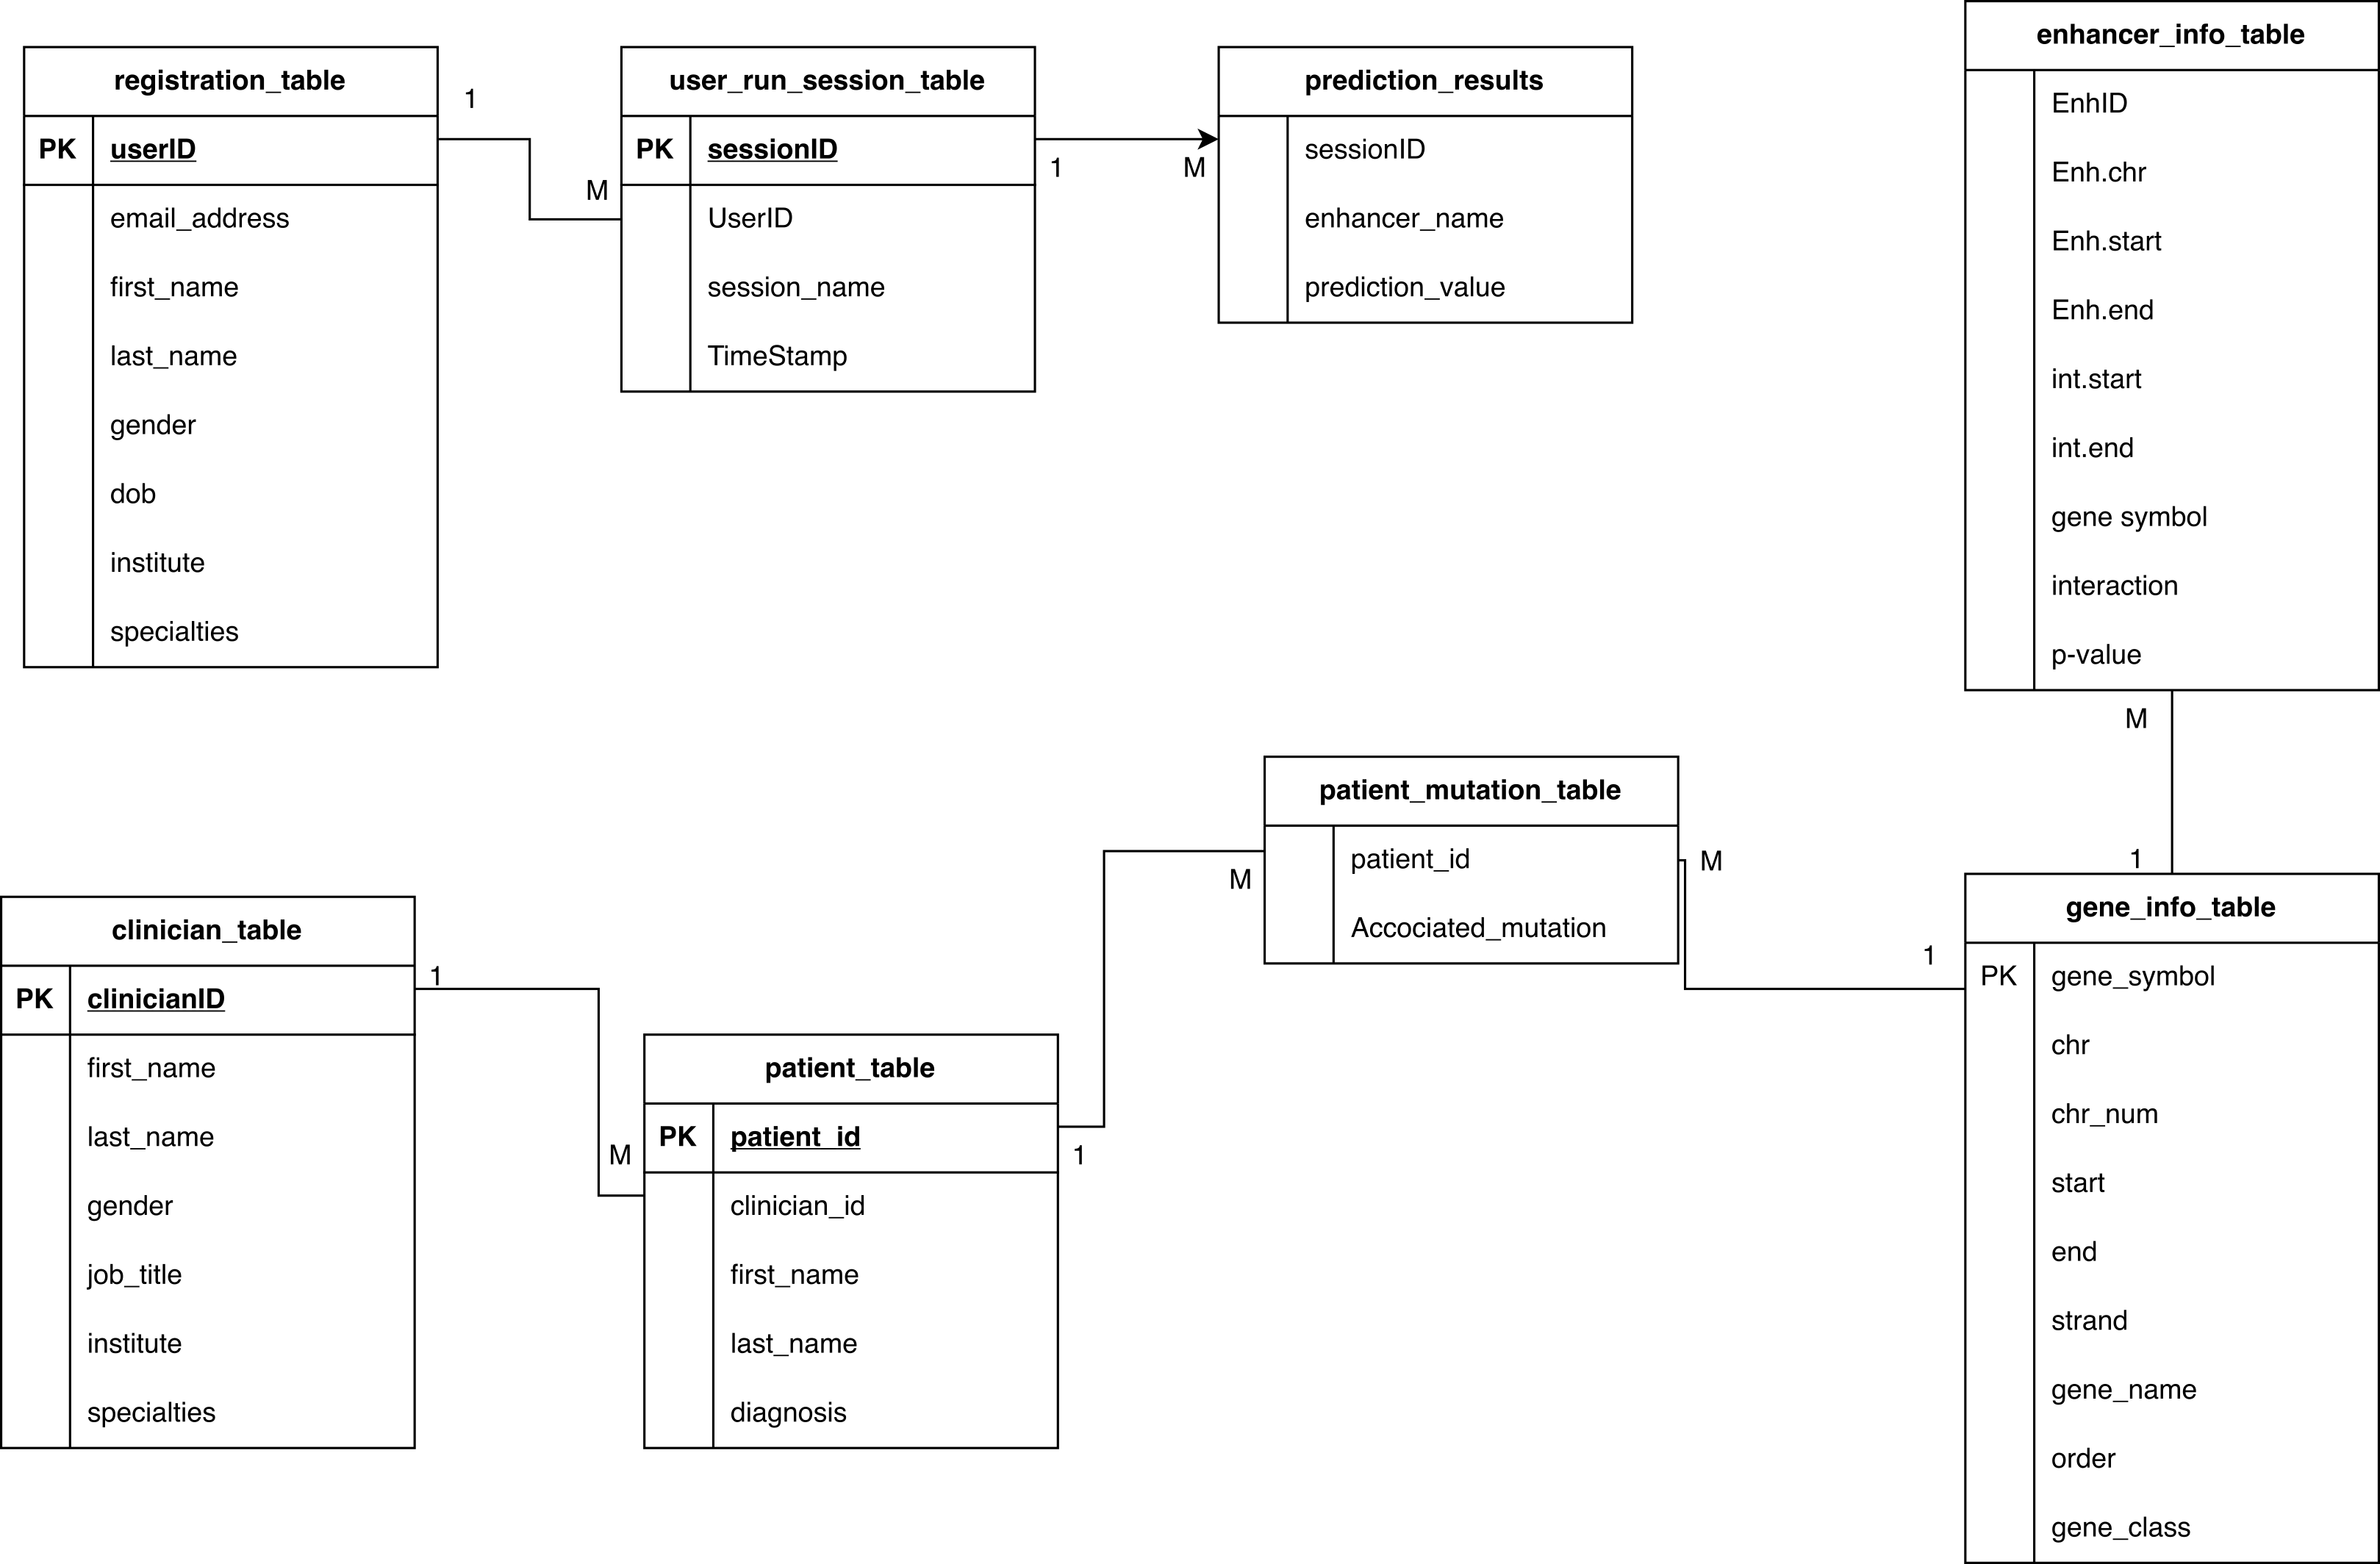 registration_table
PK userID
email_address
first_name
last_name
gender
dob
institute
specialties
1
M
user_run_session_table
PK sessionID
UserID
session_name
TimeStamp
1
M
prediction_results
sessionID
enhancer_name
prediction_value
enhancer_info_table
EnhID
Enh.chr
Enh.start
Enh.end
int.start
int.end
gene symbol
interaction
p-value
M
1
clinician_table
PK clinicianID
first_name
last_name
gender
job_title
institute
specialties
1
M
patient_table
PK patient_id
clinician_id
first_name
last_name
diagnosis
1
M
patient_mutation_table
patient_id
Accociated_mutation
M
1
gene_info_table
PK gene_symbol
chr
chr_num
start
end
strand
gene_name
order
gene_class